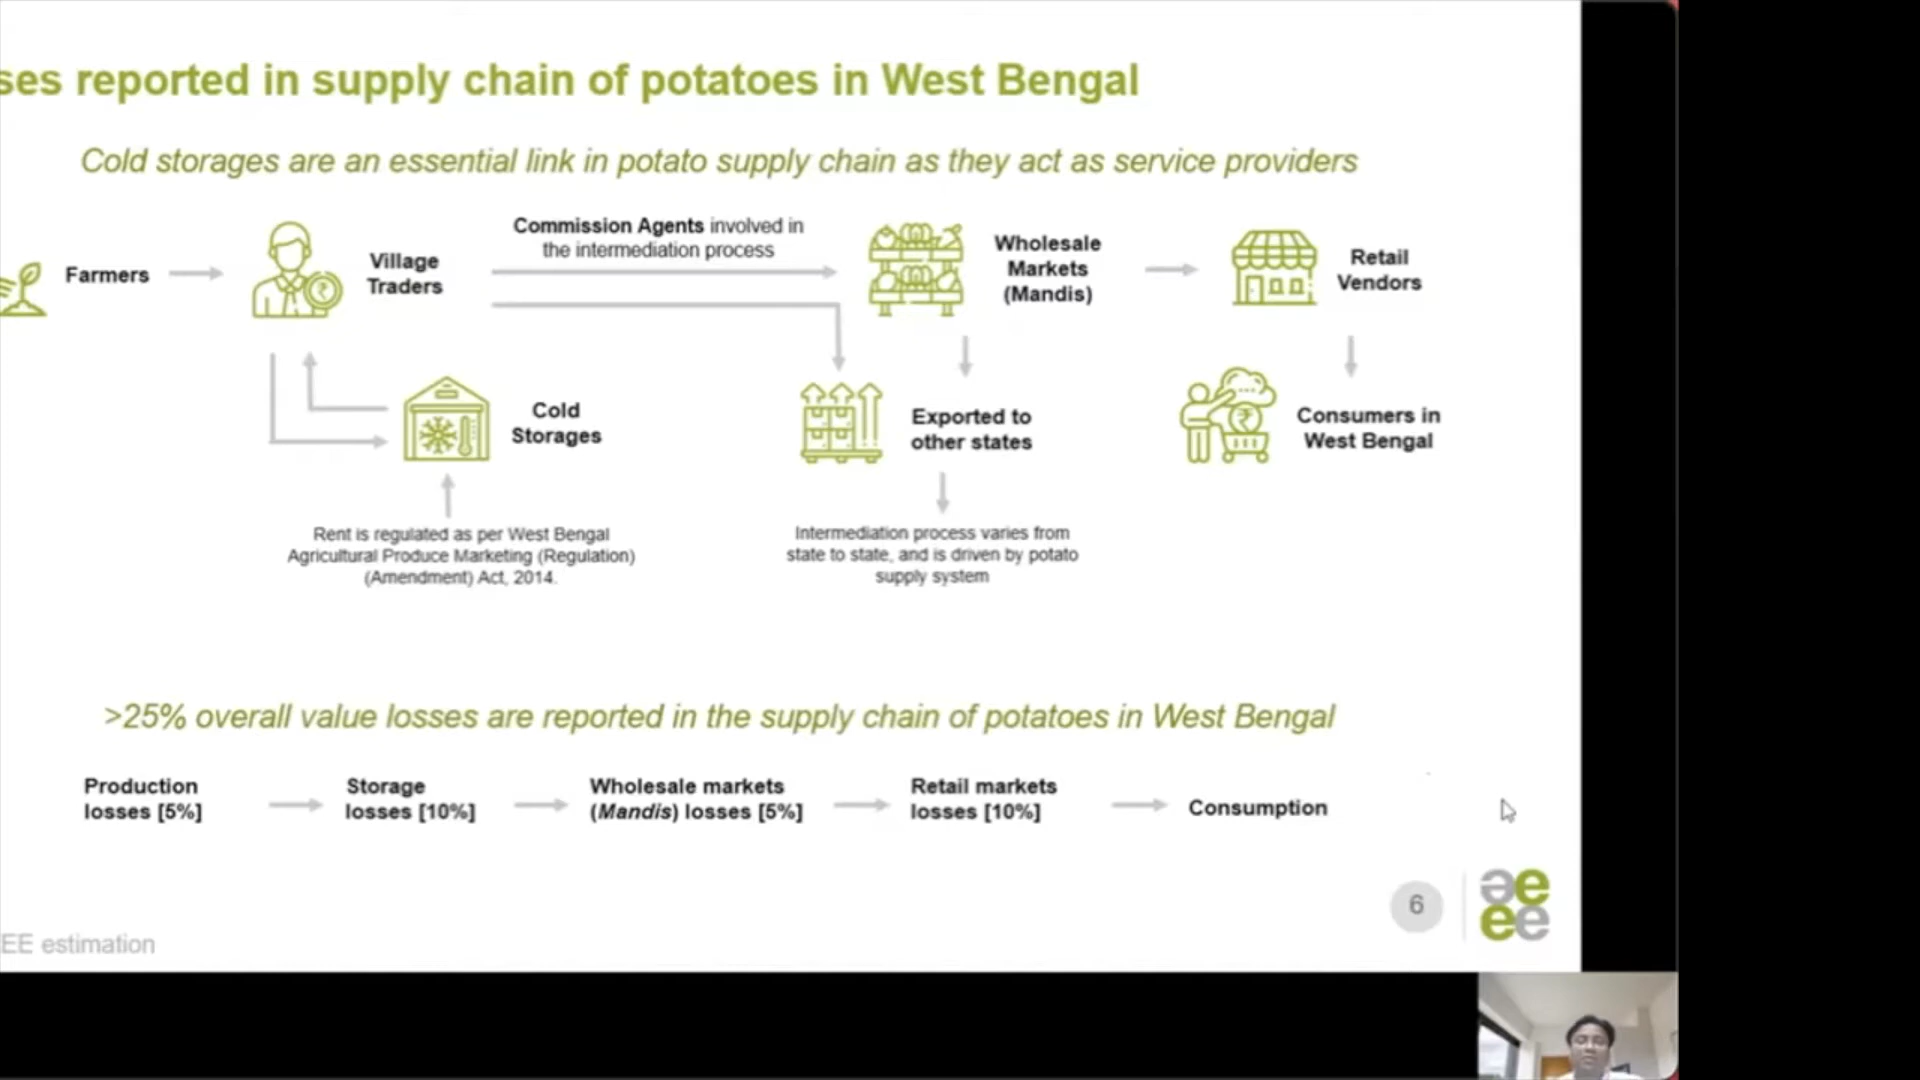 ses reported in supply chain of potatoes in West Bengal
Cold storages are an essential link in potato supply chain as they act as service providers
Farmers
Village
Traders
Commission Agents involved in
the intermediation process
Wholesale
Markets
(Mandis)
Retail
Vendors
Cold
Storages
Exported to
other states
Consumers in
West Bengal
Rent is regulated as per West Bengal
Agricultural Produce Marketing (Regulation)
(Amendment) Act, 2014.
Intermediation process varies from
state to state, and is driven by potato
supply system
>25% overall value losses are reported in the supply chain of potatoes in West Bengal
Production
losses [5%]
Storage
losses [10%]
Wholesale markets
(Mandis) losses [5%]
Retail markets
losses [10%]
Consumption
6
aeee
EE estimation